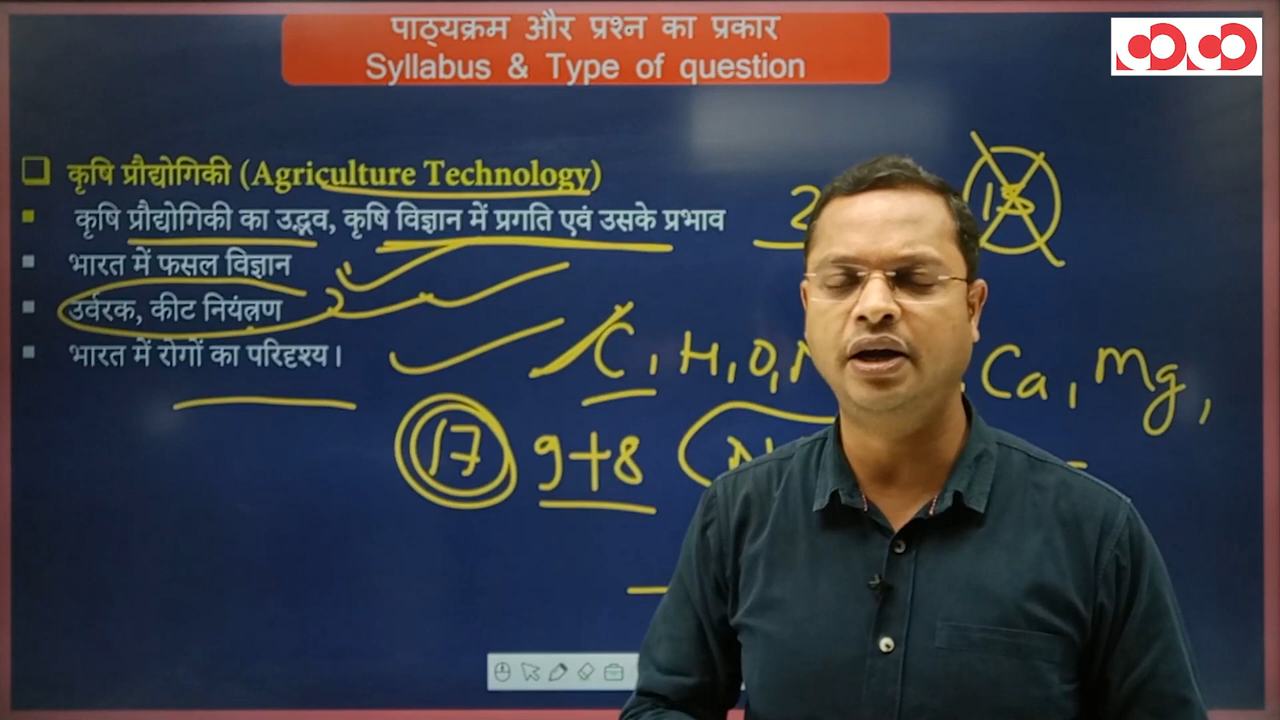 पाठ्यक्रम और प्रश्न का प्रकार
Syllabus & Type of question
कृषि प्रौद्योगिकी (Agriculture Technology)
कृषि प्रौद्योगिकी का उद्भव, कृषि विज्ञान में प्रगति एवं उसके प्रभाव
भारत में फसल विज्ञान
उर्वरक, कीट नियंत्रण
भारत में रोगों का परिदृश्य।
C, H, O, Ca, Mg,
17 9+8